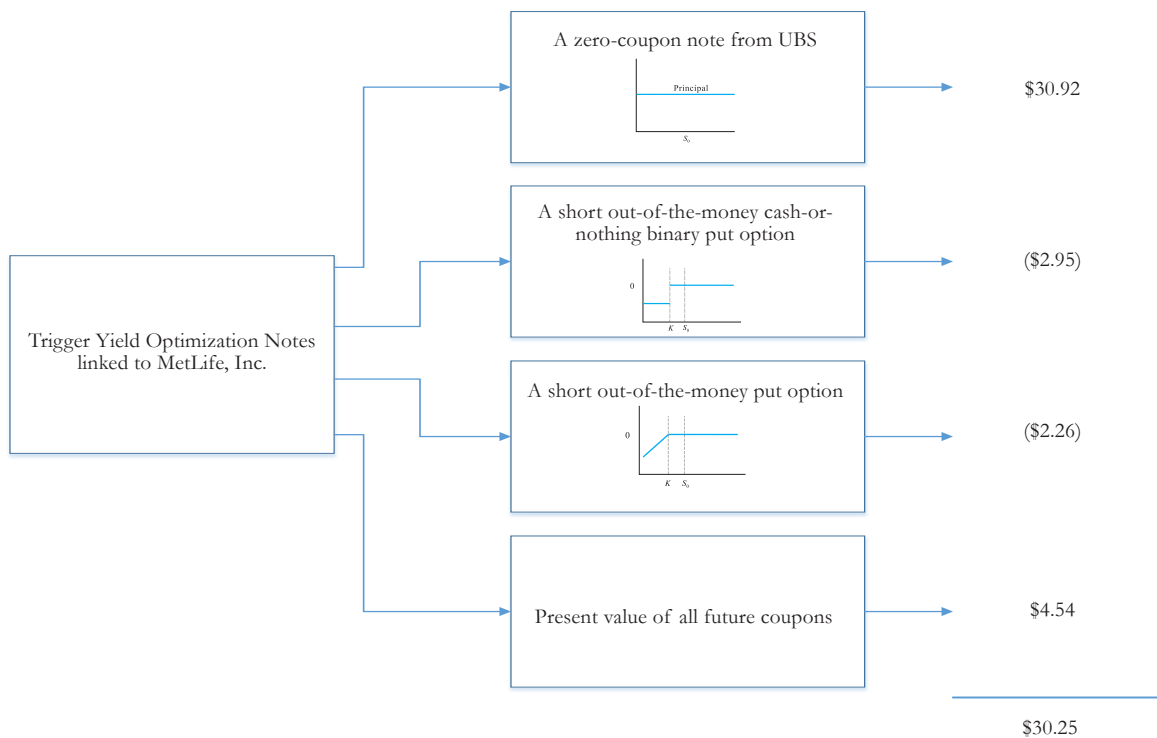 A zero-coupon note from UBS
Principal
S0
$30.92
A short out-of-the-money cash-or-
nothing binary put option
0
K S0
($2.95)
Trigger Yield Optimization Notes
linked to MetLife, Inc.
A short out-of-the-money put option
0
K S0
($2.26)
Present value of all future coupons
$4.54
$30.25